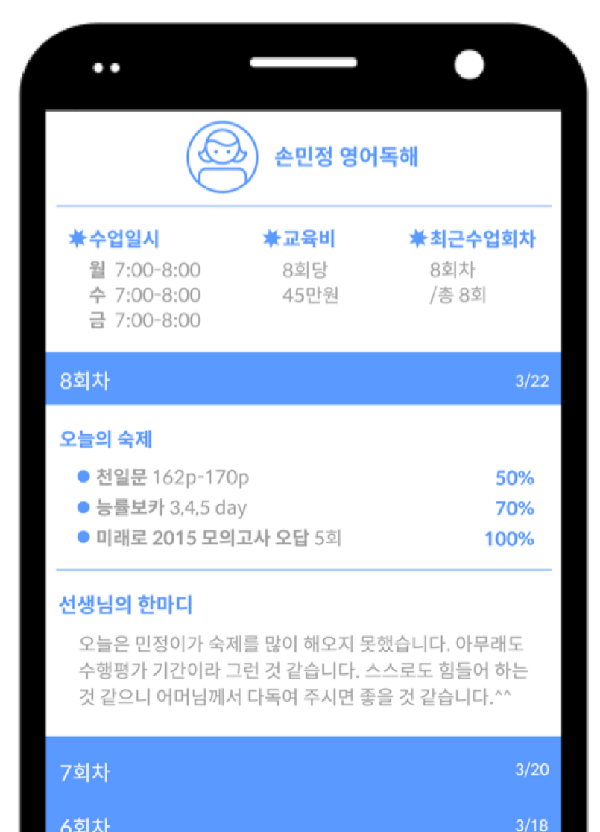 손민정 영어독해
수업일시
월 7:00-8:00
수 7:00-8:00
금 7:00-8:00
교육비
8회당
45만원
최근수업회차
8회차
/총 8회
8회차 3/22
오늘의 숙제
천일문 162p-170p 50%
능률보카 3,4,5 day 70%
미래로 2015 모의고사 오답 5회 100%
선생님의 한마디
오늘은 민정이가 숙제를 많이 해오지 못했습니다. 아무래도
수행평가 기간이라 그런 것 같습니다. 스스로도 힘들어 하는
것 같으니 어머님께서 다독여 주시면 좋을 것 같습니다.^^
7회차 3/20
6회차 3/18